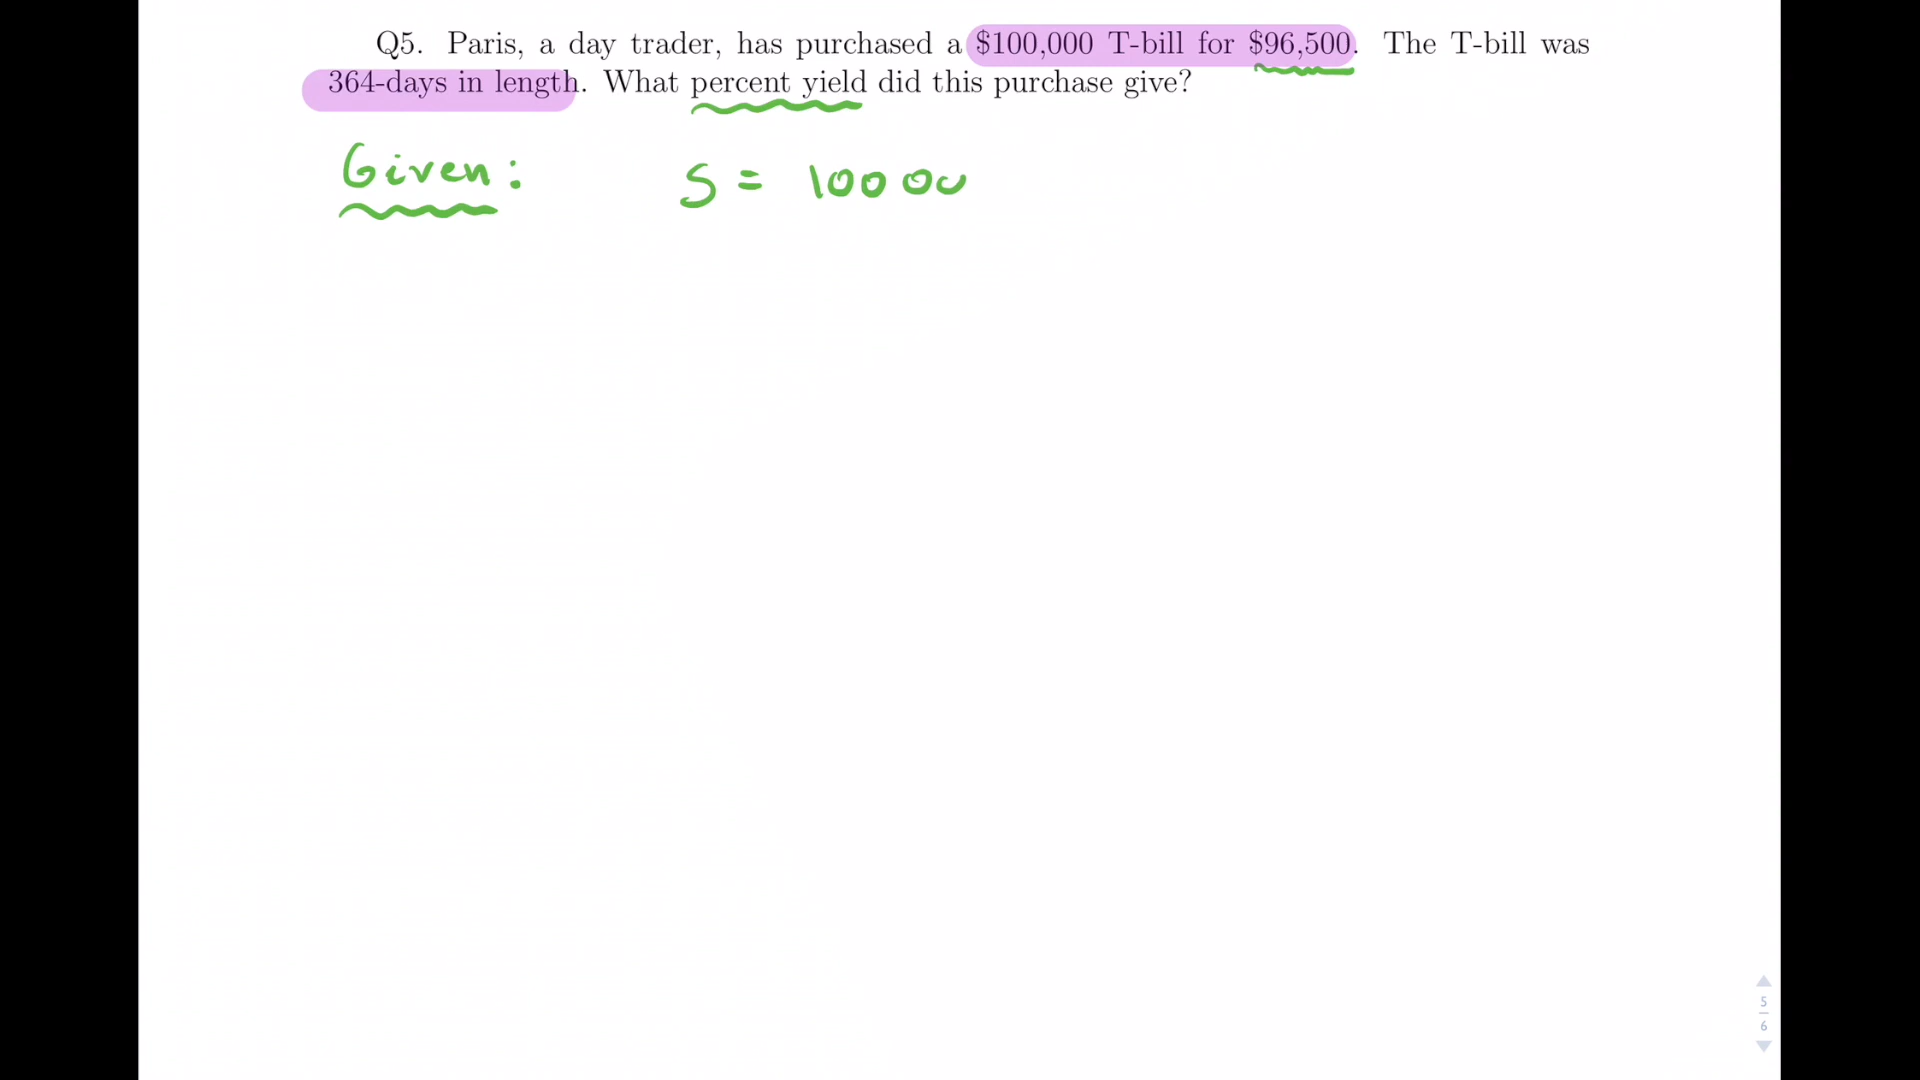 Q5. Paris, a day trader, has purchased a $100,000 T-bill for $96,500. The T-bill was
364-days in length. What percent yield did this purchase give?
Given: S = 10000
5
6